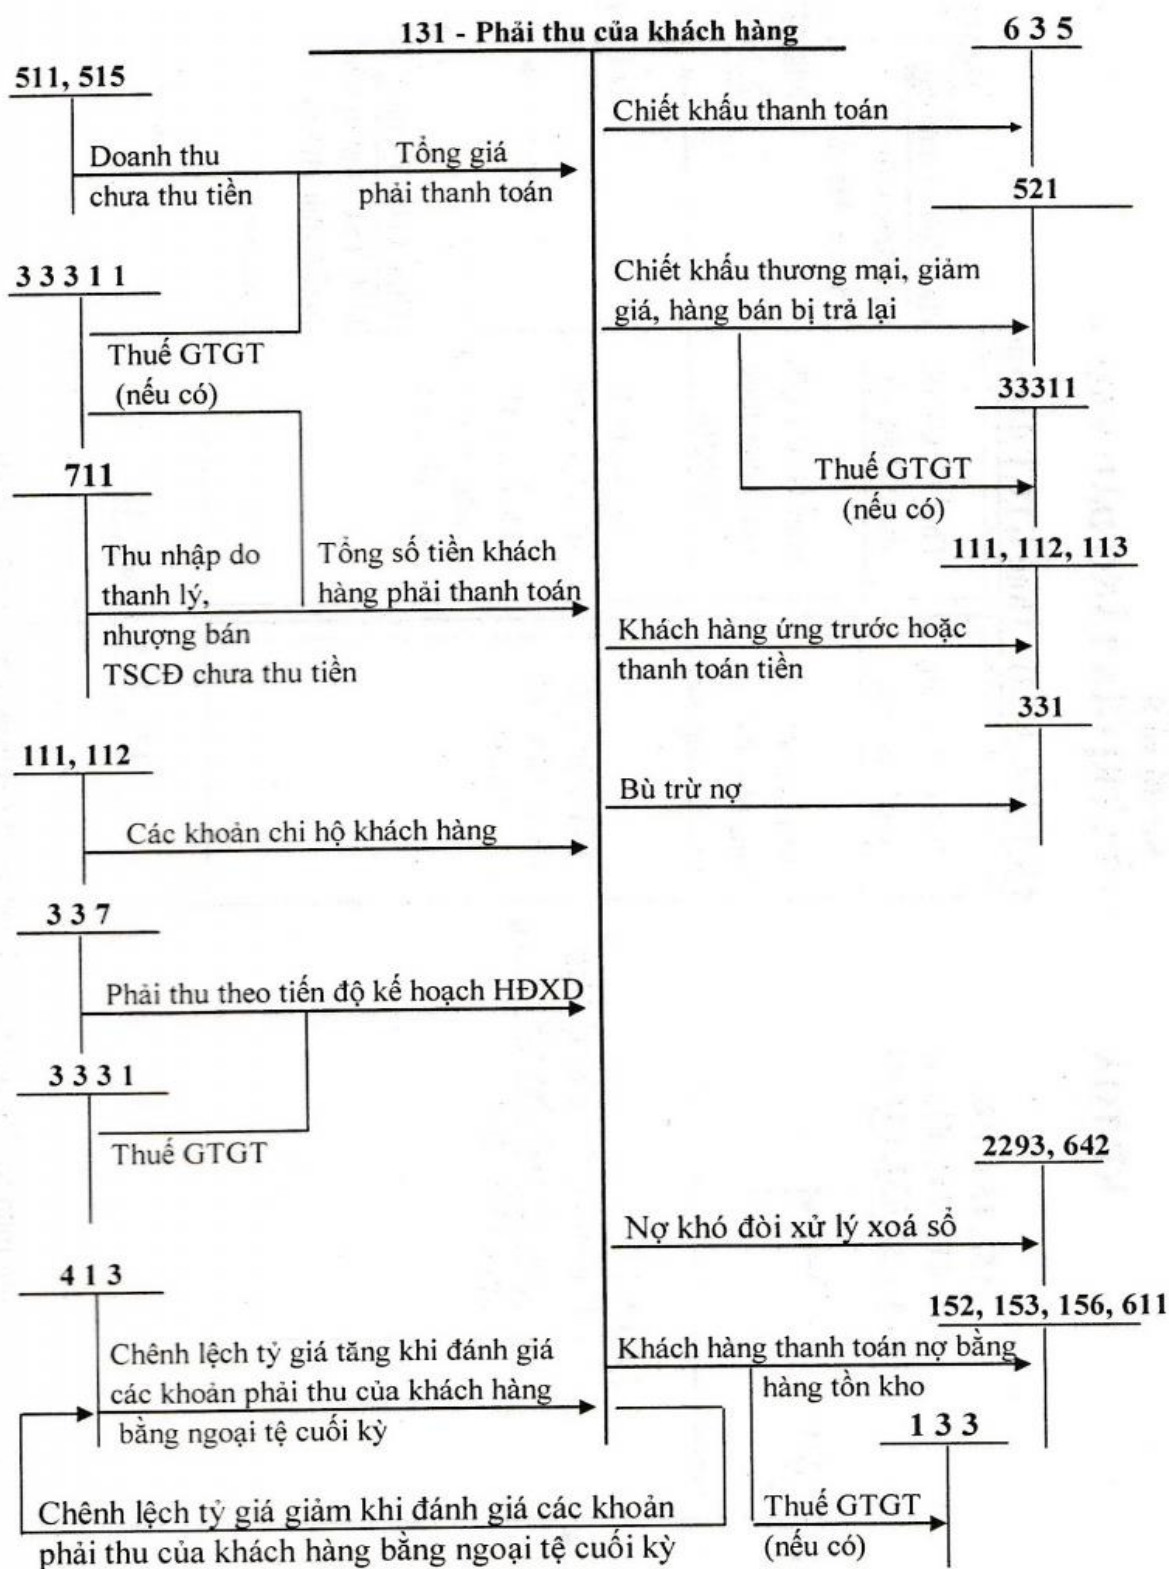 131 - Phải thu của khách hàng
6 3 5
511, 515
Chiết khấu thanh toán
Doanh thu
chưa thu tiền
Tổng giá
phải thanh toán
521
3 3 3 1 1
Chiết khấu thương mại, giảm
giá, hàng bán bị trả lại
Thuế GTGT
(nếu có)
33311
Thuế GTGT
(nếu có)
711
Thu nhập do
thanh lý,
nhượng bán
TSCĐ chưa thu tiền
Tổng số tiền khách
hàng phải thanh toán
111, 112, 113
Khách hàng ứng trước hoặc
thanh toán tiền
331
111, 112
Bù trừ nợ
Các khoản chi hộ khách hàng
3 3 7
Phải thu theo tiến độ kế hoạch HĐXD
3 3 3 1
Thuế GTGT
2293, 642
Nợ khó đòi xử lý xoá sổ
4 1 3
152, 153, 156, 611
Chênh lệch tỷ giá tăng khi đánh giá
các khoản phải thu của khách hàng
bằng ngoại tệ cuối kỳ
Khách hàng thanh toán nợ bằng
hàng tồn kho
1 3 3
Chênh lệch tỷ giá giảm khi đánh giá các khoản
phải thu của khách hàng bằng ngoại tệ cuối kỳ
Thuế GTGT
(nếu có)